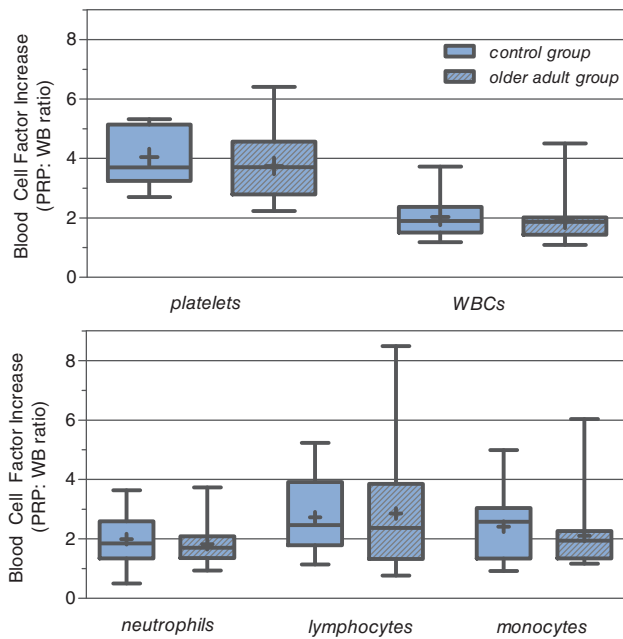 Blood Cell Factor Increase
(PRP: WB ratio)
8
6
4
2
0
control group
older adult group
platelets WBCs
Blood Cell Factor Increase
(PRP: WB ratio)
8
6
4
2
0
neutrophils lymphocytes monocytes